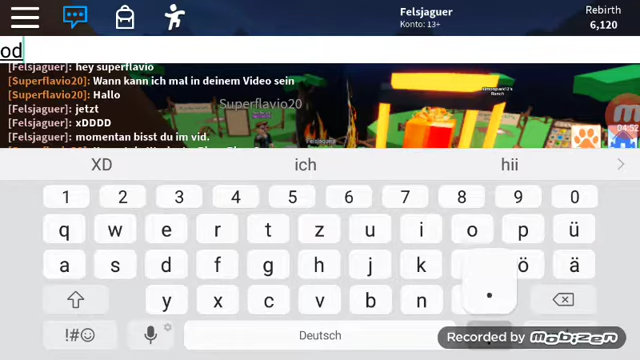 Felsjaguer
Konto: 13+
Rebirth
6,120
od
[Felsjaguer]: hey superflavio
[Superflavio20]: Wann kann ich mal in deinem Video sein
[Superflavio20]: Hallo
[Felsjaguer]: jetzt
[Felsjaguer]: xDDDD
[Felsjaguer]: momentan bisst du im vid.
Superflavio20
04:52
XD ich hii
1 2 3 4 5 6 7 8 9 0
q w e r t z u i o p ü
a s d f g h j k ö ä
y x c v b n .
!#☺ Deutsch
Recorded by Mobizen